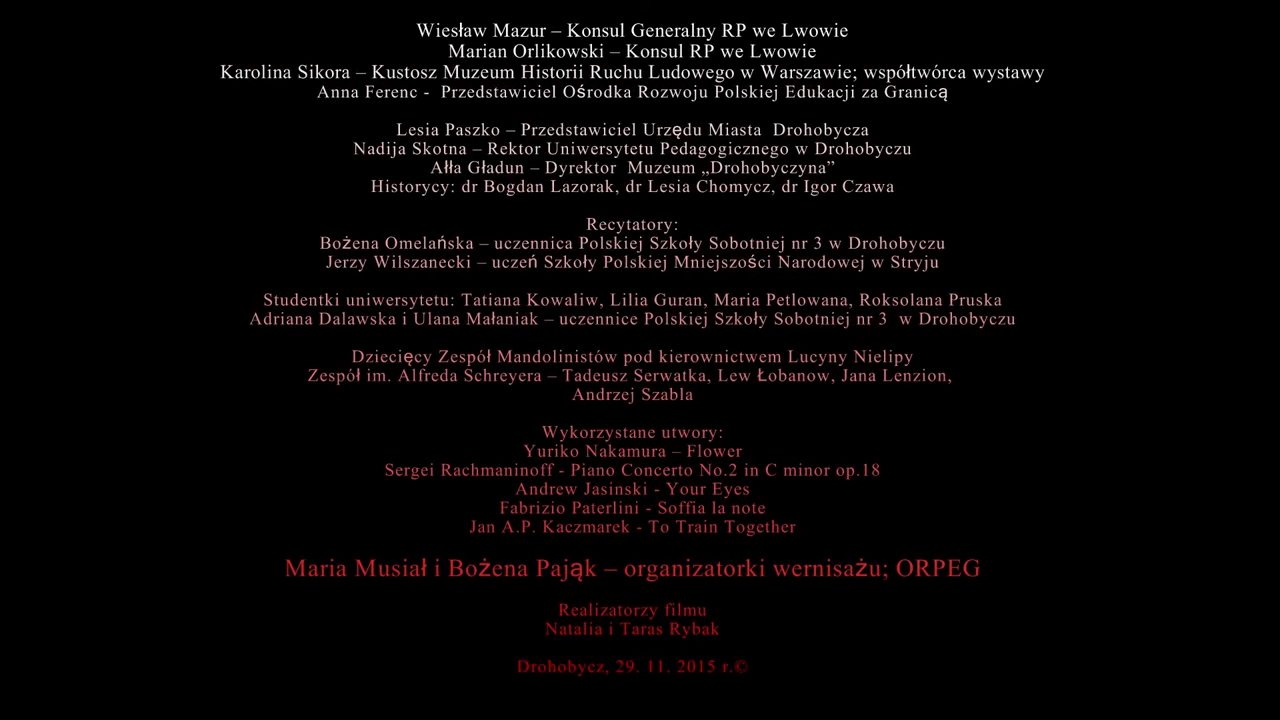 Wiesław Mazur – Konsul Generalny RP we Lwowie
Marian Orlikowski – Konsul RP we Lwowie
Karolina Sikora – Kustosz Muzeum Historii Ruchu Ludowego w Warszawie; współtwórca wystawy
Anna Ferenc - Przedstawiciel Ośrodka Rozwoju Polskiej Edukacji za Granicą
Lesia Paszko – Przedstawiciel Urzędu Miasta Drohobycza
Nadija Skotna – Rektor Uniwersytetu Pedagogicznego w Drohobyczu
Ałła Gładun – Dyrektor Muzeum „Drohobyczyna”
Historycy: dr Bogdan Lazorak, dr Lesia Chomycz, dr Igor Czawa
Recytatory:
Bożena Omelańska – uczennica Polskiej Szkoły Sobotniej nr 3 w Drohobyczu
Jerzy Wilszanecki – uczeń Szkoły Polskiej Mniejszości Narodowej w Stryju
Studentki uniwersytetu: Tatiana Kowaliw, Lilia Guran, Maria Petlowana, Roksolana Pruska
Adriana Dalawska i Ulana Małaniak – uczennice Polskiej Szkoły Sobotniej nr 3 w Drohobyczu
Dziecięcy Zespół Mandolinistów pod kierownictwem Lucyny Nielipy
Zespół im. Alfreda Schreyera – Tadeusz Serwatka, Lew Łobanow, Jana Lenzion,
Andrzej Szabla
Wykorzystane utwory:
Yuriko Nakamura – Flower
Sergei Rachmaninoff - Piano Concerto No.2 in C minor op.18
Andrew Jasinski - Your Eyes
Fabrizio Paterlini - Soffia la note
Jan A.P. Kaczmarek - To Train Together
Maria Musiał i Bożena Pająk – organizatorki wernisażu; ORPEG
Realizatorzy filmu
Natalia i Taras Rybak
Drohobycz, 29. 11. 2015 r.©